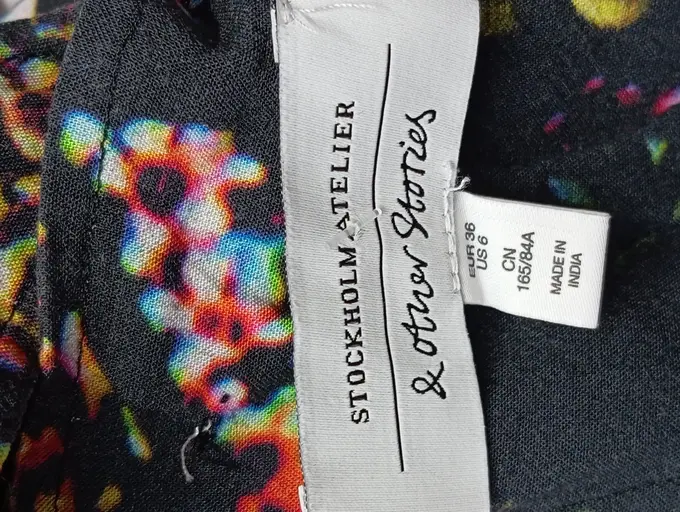 STOCKHOLM ATELIER
& other Stories
EUR 36
US 6
CN
165/84A
MADE IN
INDIA